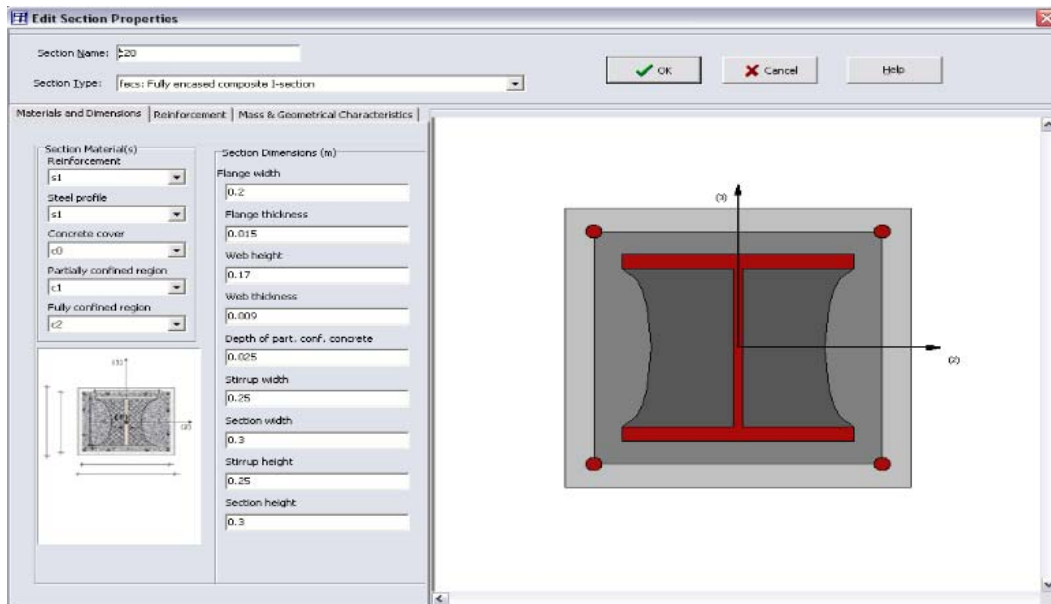 Edit Section Properties
Section Name: t20
Section Type: fecs: Fully encased composite I-section
OK
Cancel
Help
Materials and Dimensions
Reinforcement
Mass & Geometrical Characteristics
Section Material(s)
Reinforcement
s1
Steel profile
s1
Concrete cover
c0
Partially confined region
c1
Fully confined region
c2
Section Dimensions (m)
Flange width
0.2
Flange thickness
0.015
Web height
0.17
Web thickness
0.009
Depth of part. conf. concrete
0.025
Stirrup width
0.25
Section width
0.3
Stirrup height
0.25
Section height
0.3
(3)
(2)